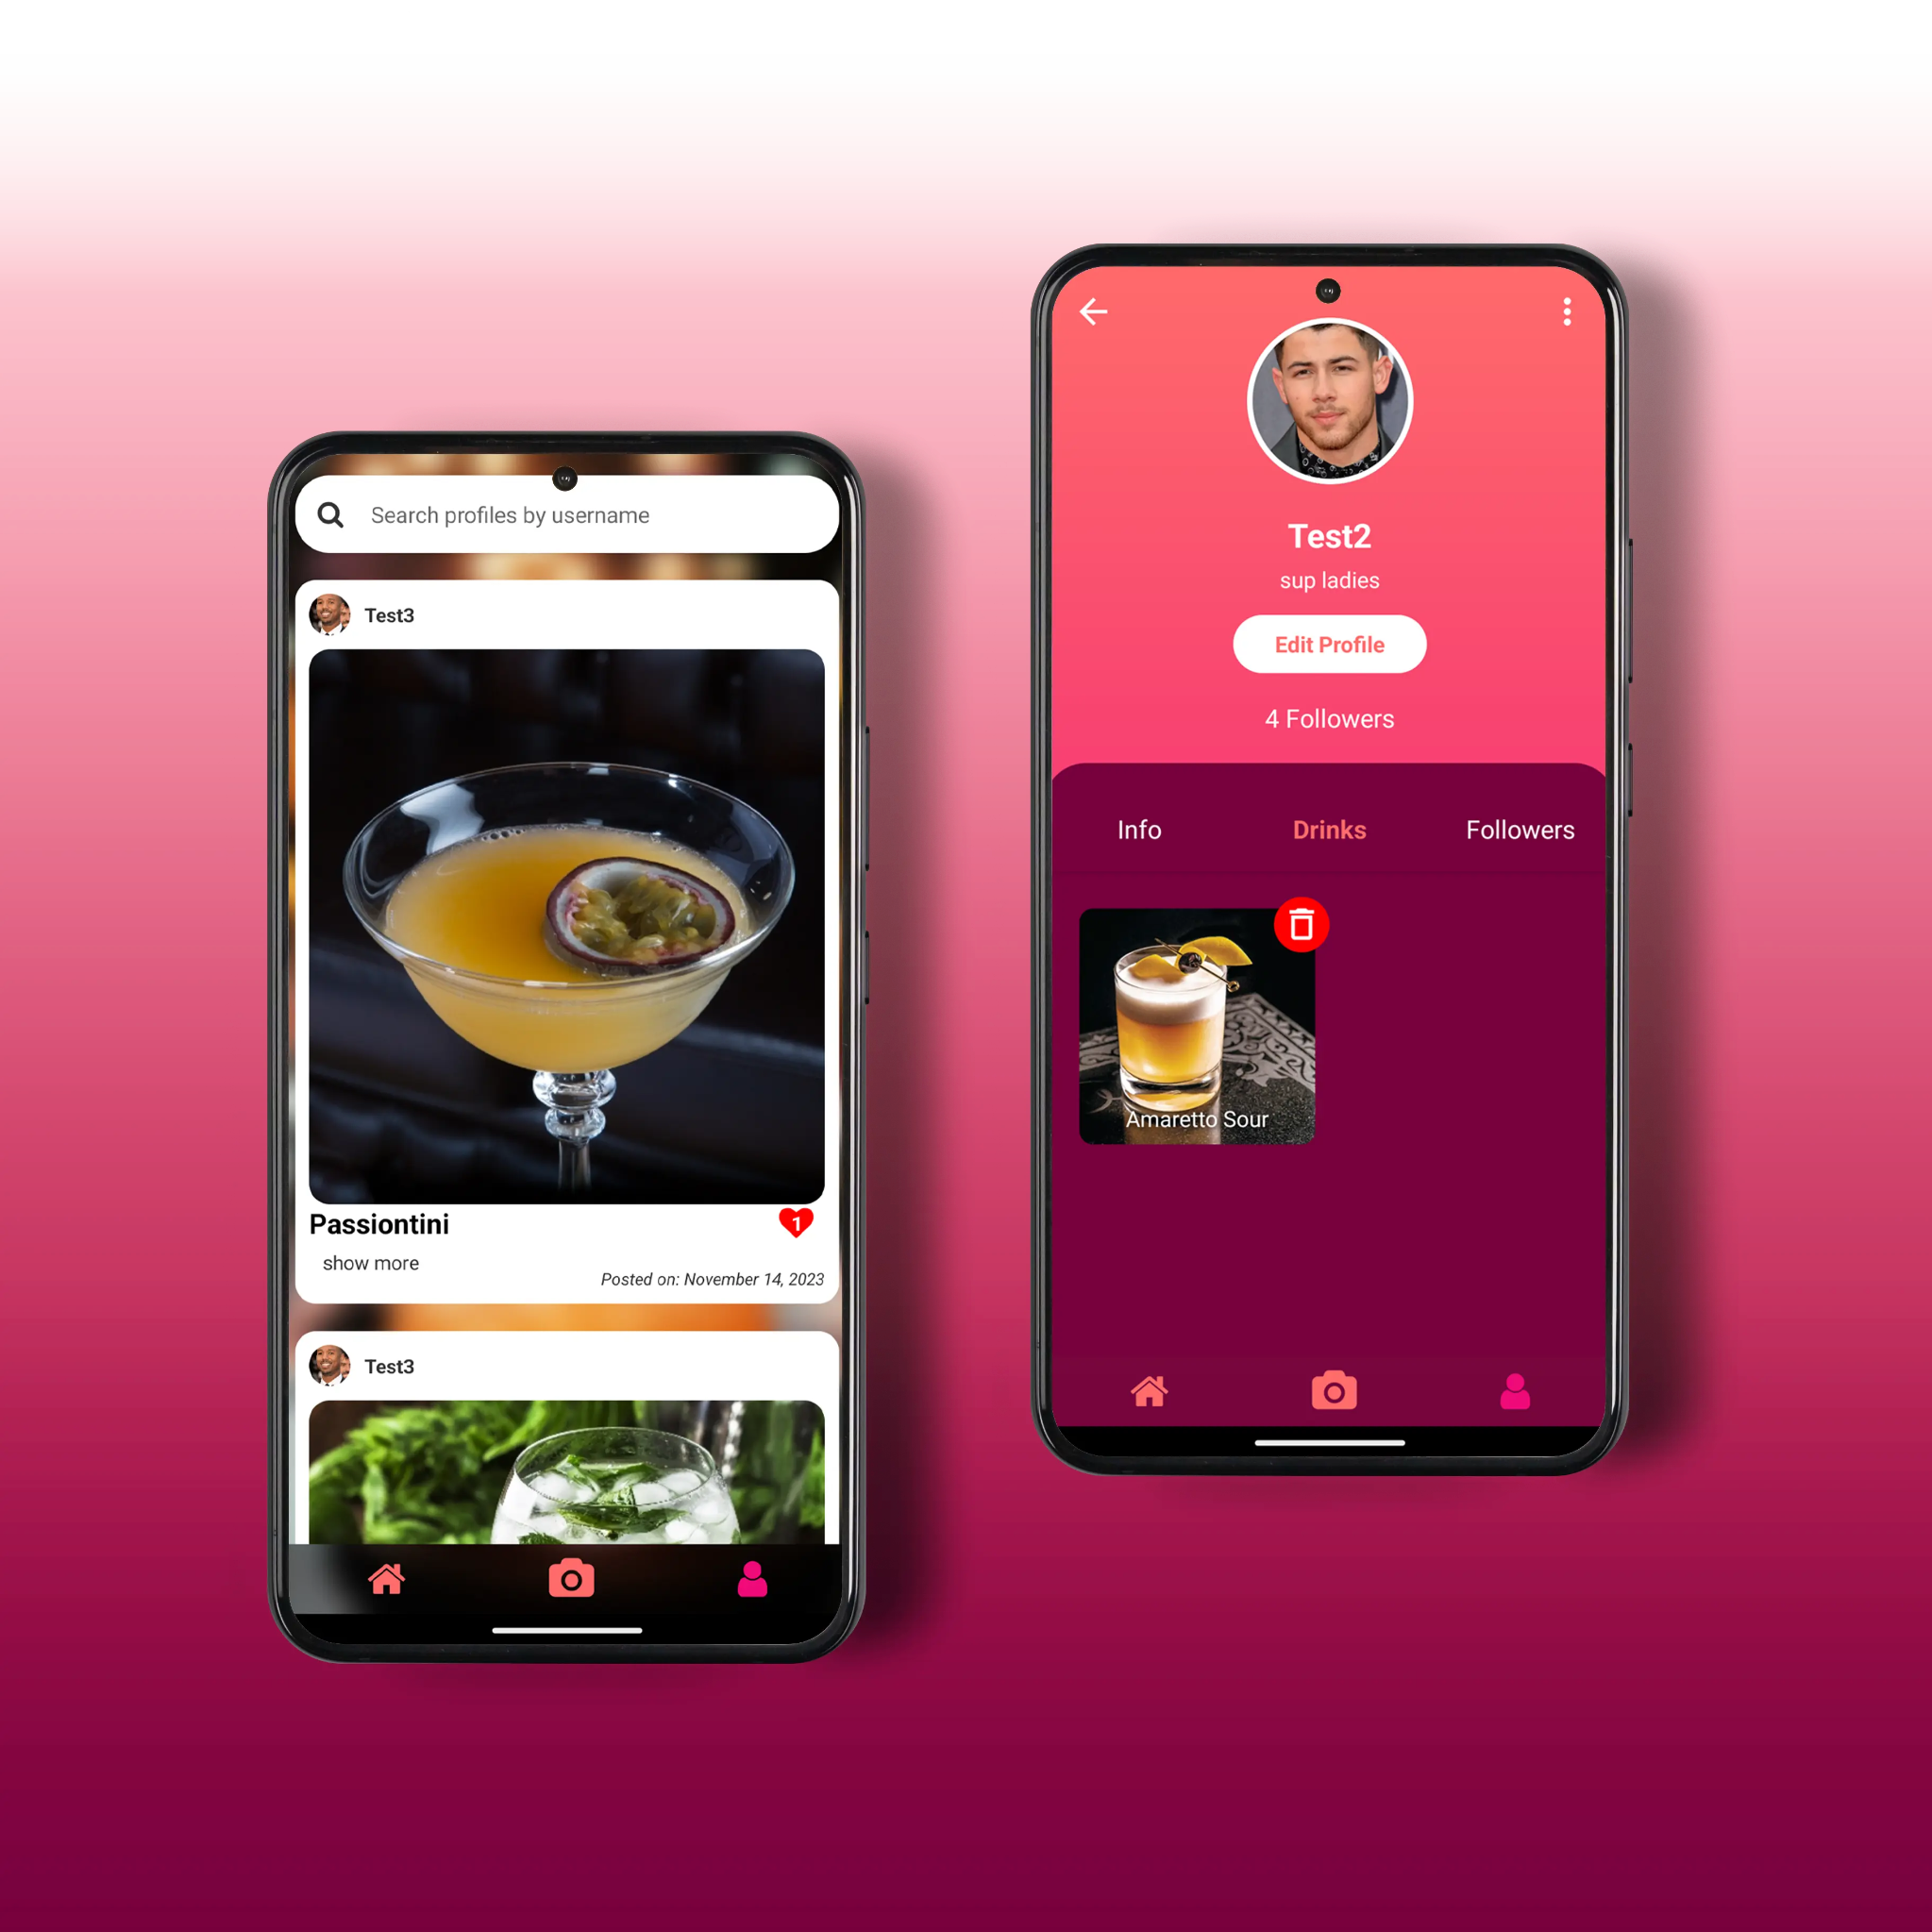 Search profiles by username
Test3
Passiontini
1
show more
Posted on: November 14, 2023
Test3
Test2
sup ladies
Edit Profile
4 Followers
Info
Drinks
Followers
Amaretto Sour